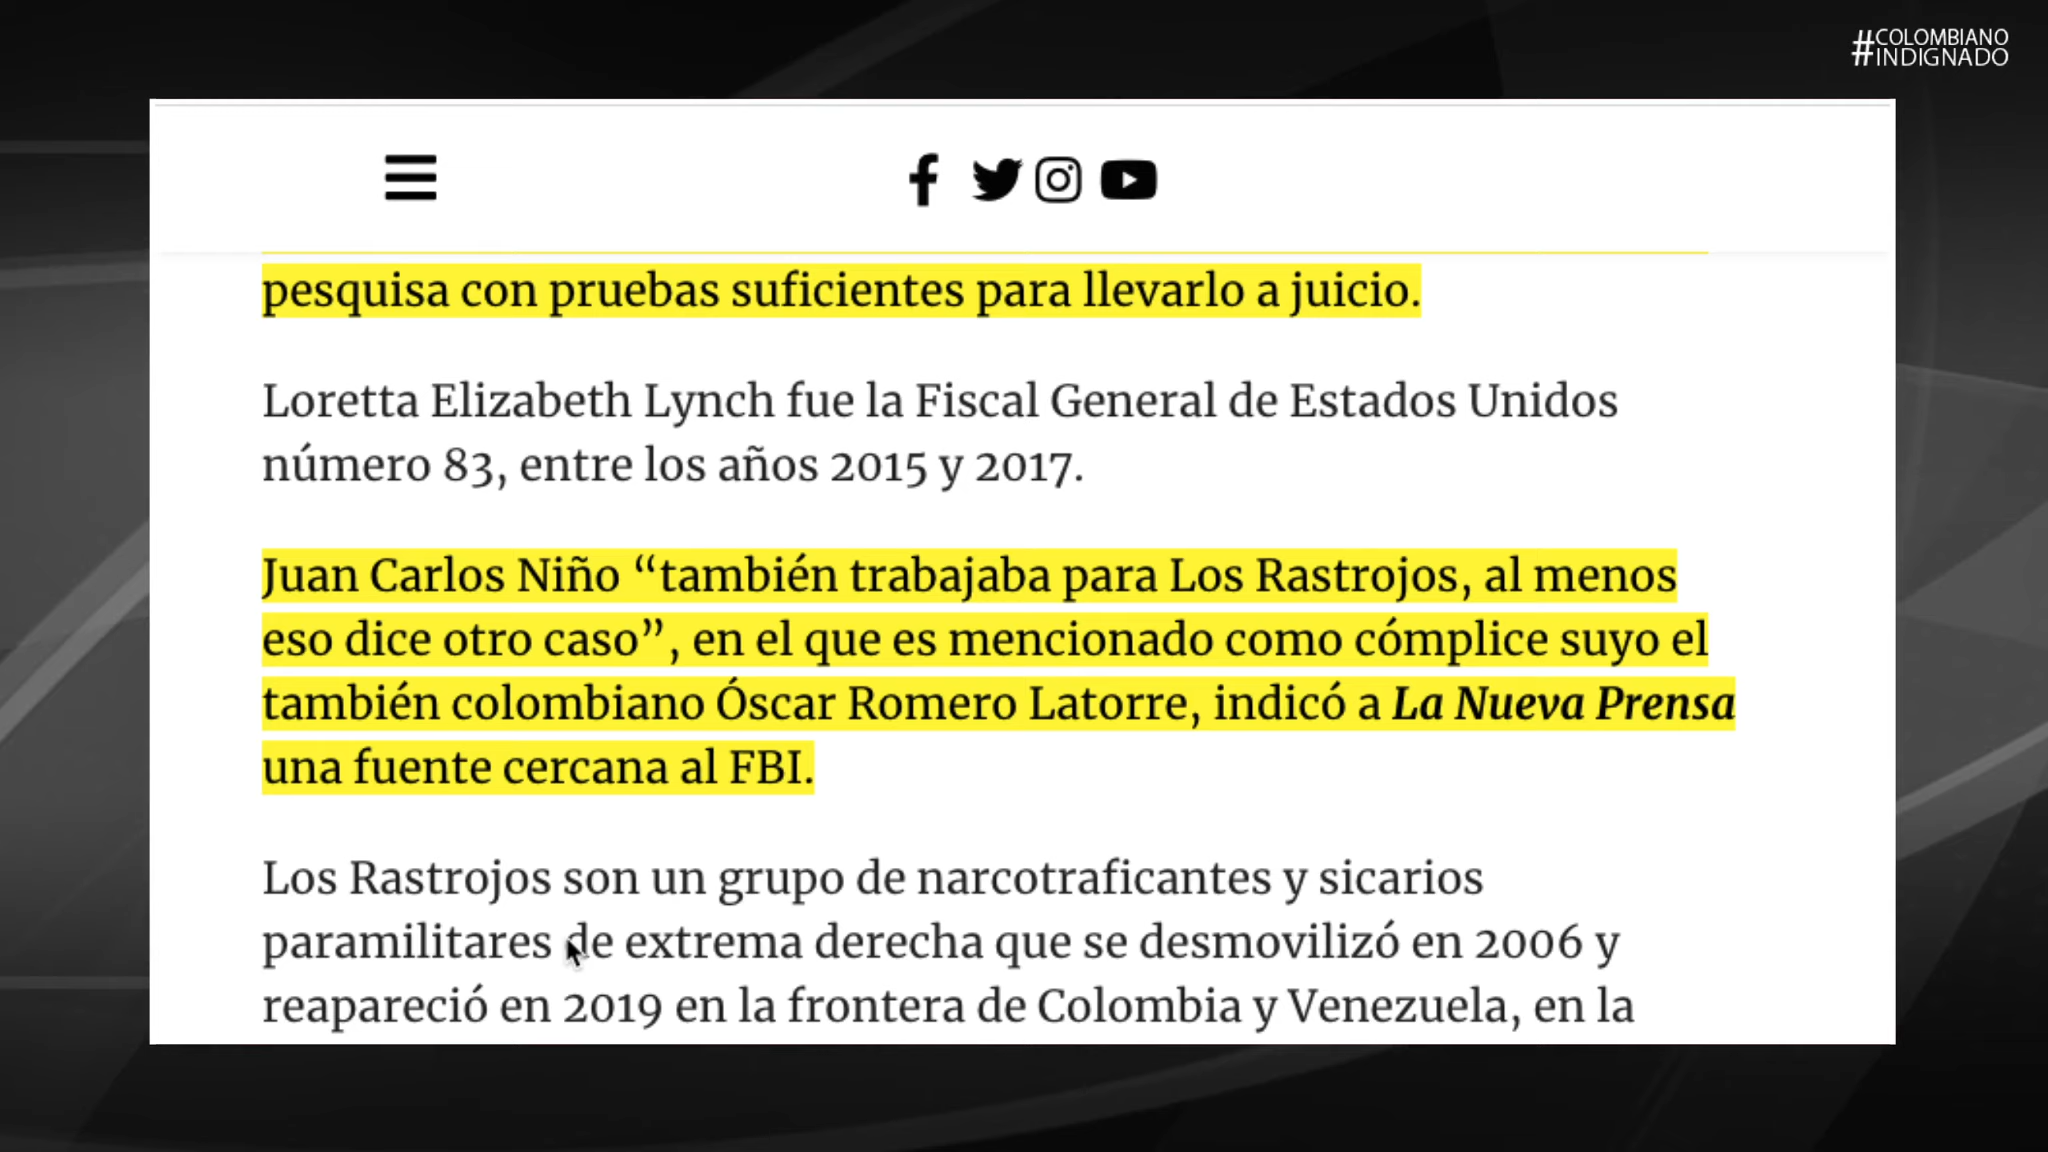 #COLOMBIANO
INDIGNADO
pesquisa con pruebas suficientes para llevarlo a juicio.
Loretta Elizabeth Lynch fue la Fiscal General de Estados Unidos
número 83, entre los años 2015 y 2017.
Juan Carlos Niño “también trabajaba para Los Rastrojos, al menos
eso dice otro caso”, en el que es mencionado como cómplice suyo el
también colombiano Óscar Romero Latorre, indicó a La Nueva Prensa
una fuente cercana al FBI.
Los Rastrojos son un grupo de narcotraficantes y sicarios
paramilitares de extrema derecha que se desmovilizó en 2006 y
reapareció en 2019 en la frontera de Colombia y Venezuela, en la